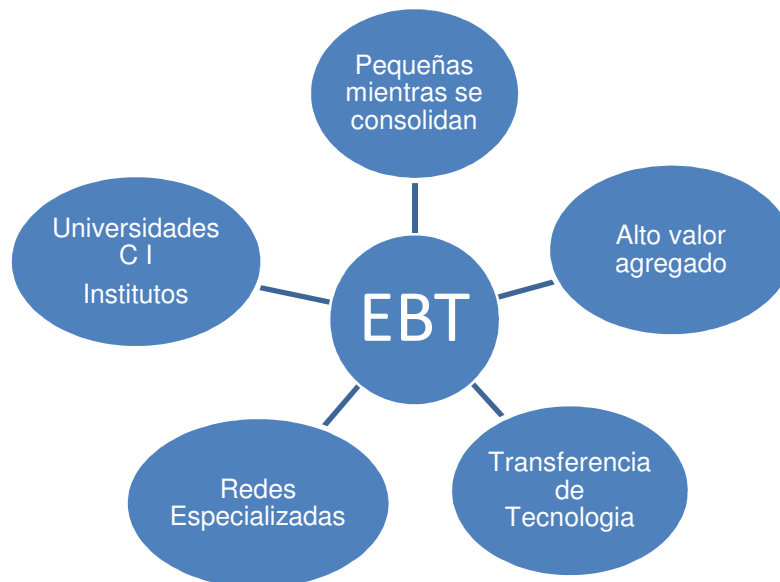 Pequeñas
mientras se
consolidan
Universidades
C I
Institutos
Alto valor
agregado
EBT
Redes
Especializadas
Transferencia
de
Tecnologia